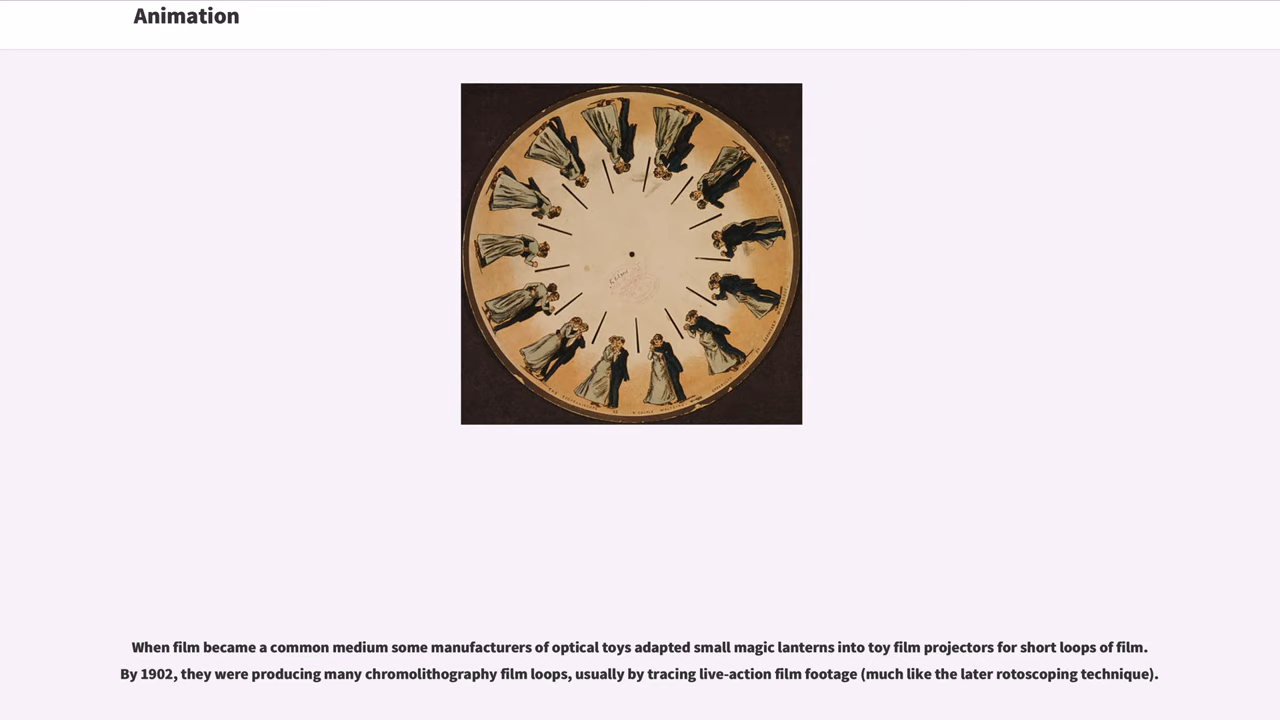 Animation
When film became a common medium some manufacturers of optical toys adapted small magic lanterns into toy film projectors for short loops of film.
By 1902, they were producing many chromolithography film loops, usually by tracing live-action film footage (much like the later rotoscoping technique).